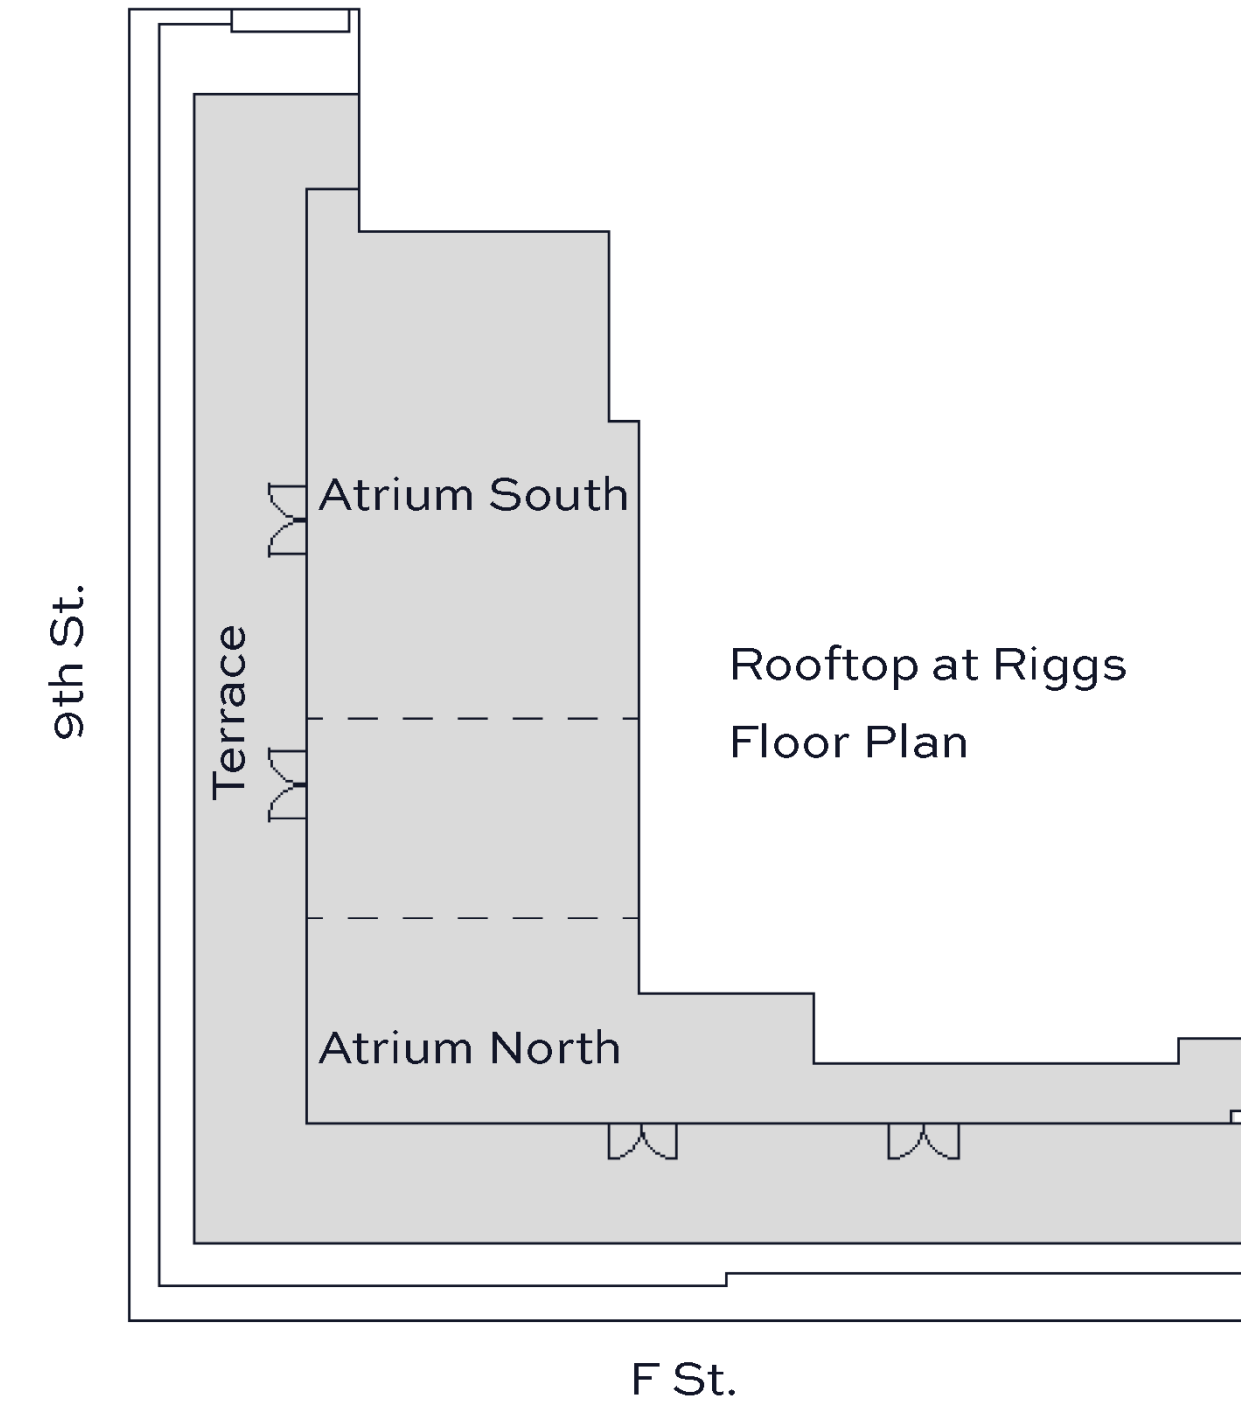 Atrium South
9th St.
Terrace
Rooftop at Riggs
Floor Plan
Atrium North
F St.